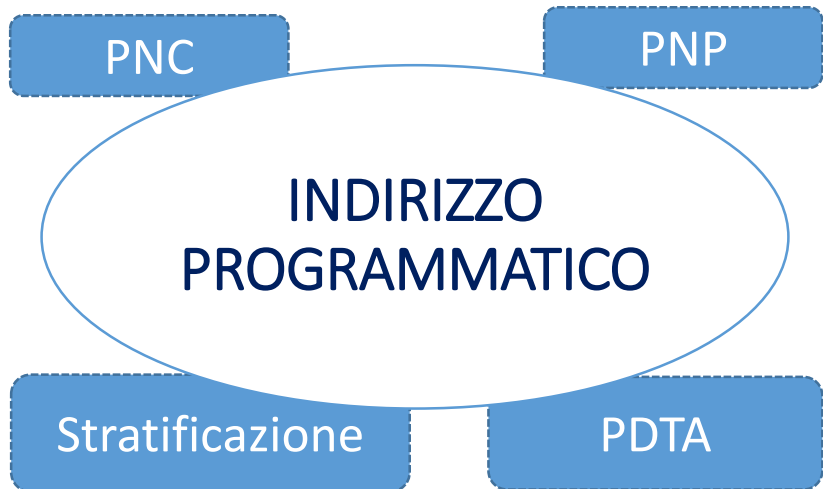 PNC
PNP
INDIRIZZO
PROGRAMMATICO
Stratificazione
PDTA